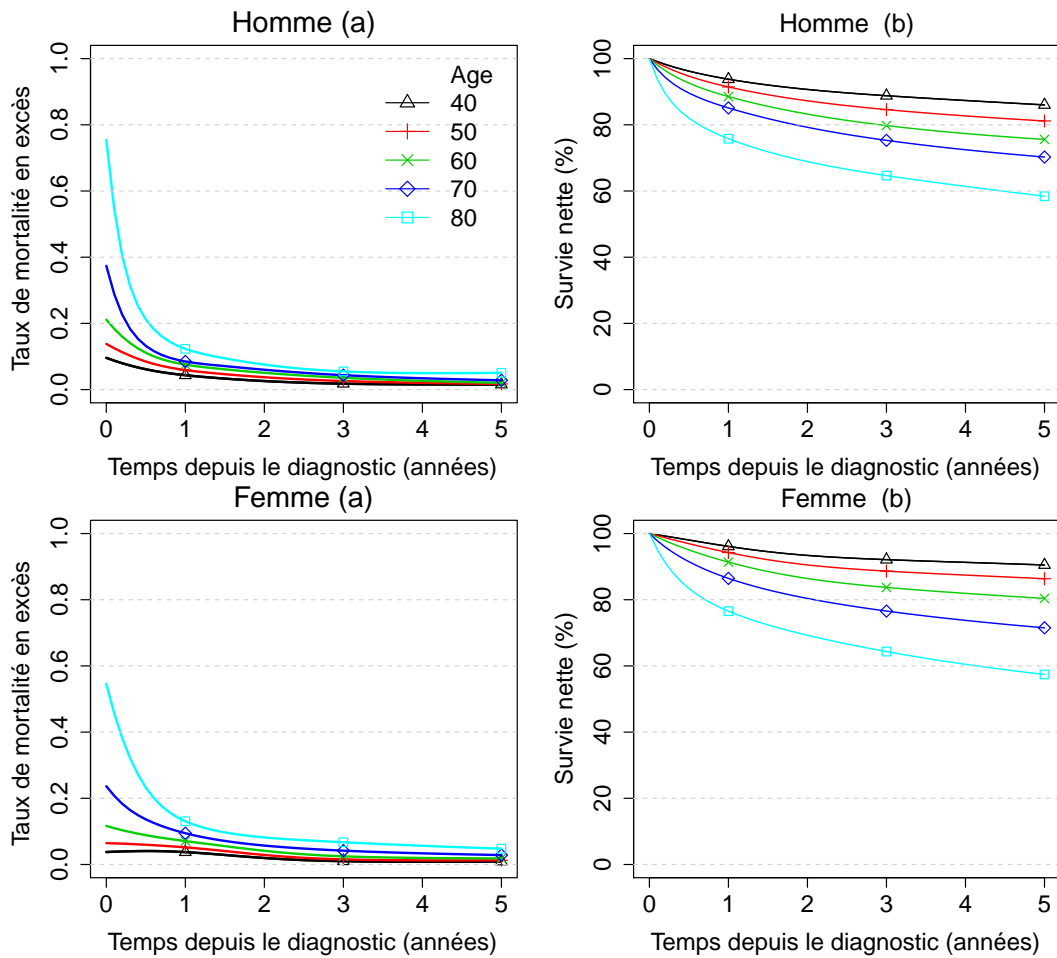 Homme (a)
Taux de mortalité en excès
1.0
0.8
0.6
0.4
0.2
0.0
Age
40
50
60
70
80
0 1 2 3 4 5
Temps depuis le diagnostic (années)
Homme (b)
Survie nette (%)
100
80
60
40
20
0
0 1 2 3 4 5
Temps depuis le diagnostic (années)
Femme (a)
Taux de mortalité en excès
1.0
0.8
0.6
0.4
0.2
0.0
0 1 2 3 4 5
Temps depuis le diagnostic (années)
Femme (b)
Survie nette (%)
100
80
60
40
20
0
0 1 2 3 4 5
Temps depuis le diagnostic (années)